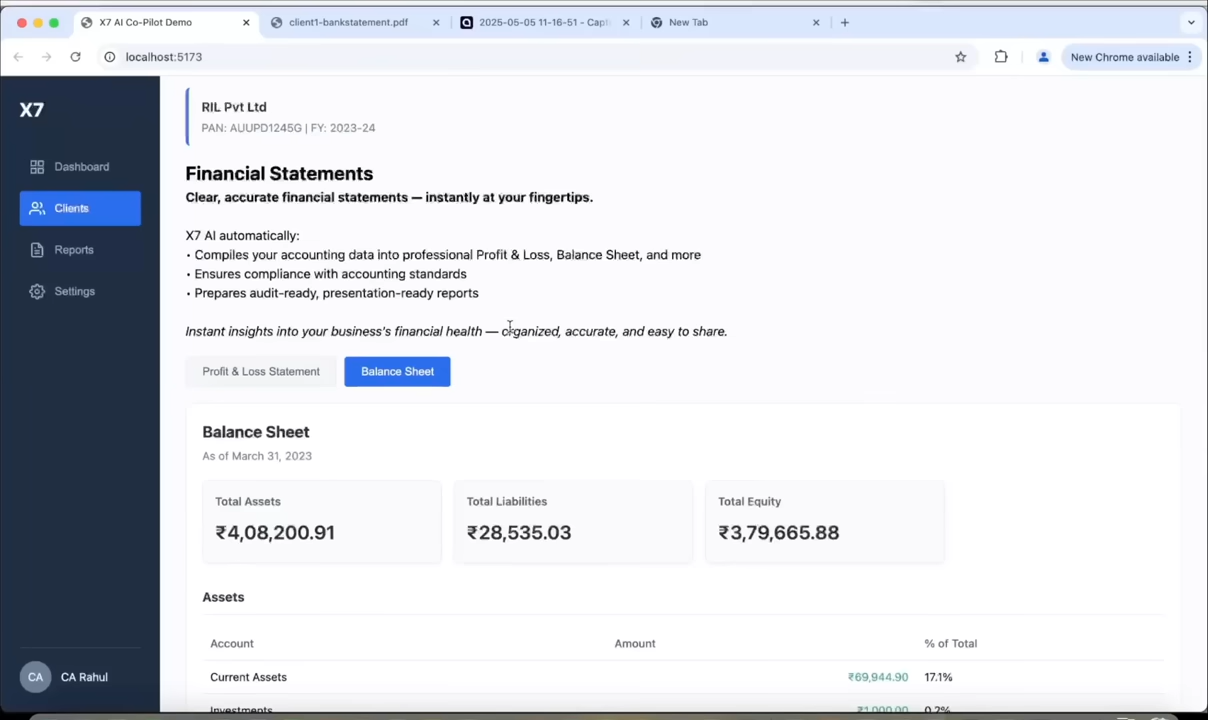 X7 AI Co-Pilot Demo
client1-bankstatement.pdf
2025-05-05 11-16-51 - Capt
New Tab
localhost:5173
New Chrome available
X7
Dashboard
Clients
Reports
Settings
CA
CA Rahul
RIL Pvt Ltd
PAN: AUUPD1245G | FY: 2023-24
Financial Statements
Clear, accurate financial statements — instantly at your fingertips.
X7 AI automatically:
• Compiles your accounting data into professional Profit & Loss, Balance Sheet, and more
• Ensures compliance with accounting standards
• Prepares audit-ready, presentation-ready reports
Instant insights into your business's financial health — organized, accurate, and easy to share.
Profit & Loss Statement
Balance Sheet
Balance Sheet
As of March 31, 2023
Total Assets
₹4,08,200.91
Total Liabilities
₹28,535.03
Total Equity
₹3,79,665.88
Assets
Account Amount % of Total
Current Assets ₹69,944.90 17.1%
Investments ₹1,000.00 0.2%